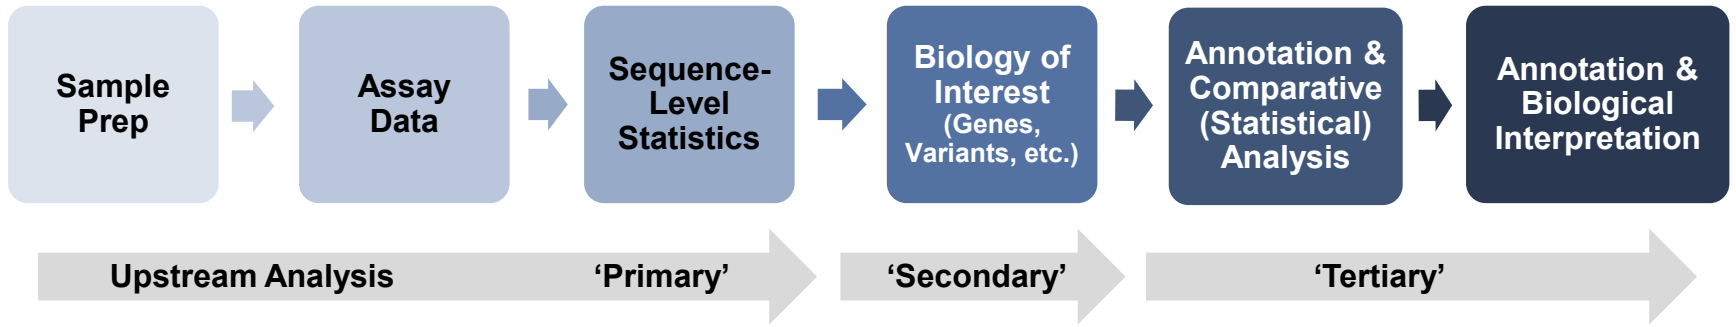 Sample
Prep
Assay
Data
Sequence-
Level
Statistics
Biology of
Interest
(Genes,
Variants, etc.)
Annotation &
Comparative
(Statistical)
Analysis
Annotation &
Biological
Interpretation
Upstream Analysis
‘Primary’
‘Secondary’
‘Tertiary’